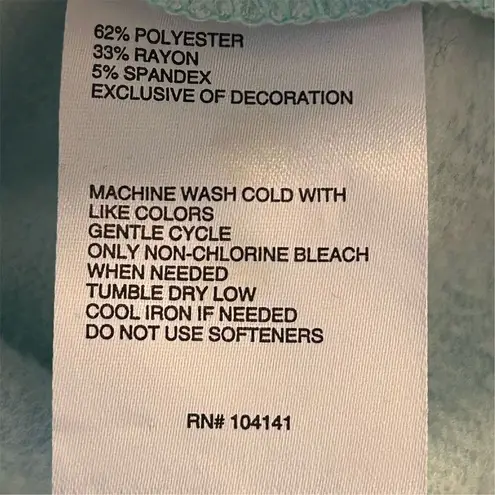 62% POLYESTER
33% RAYON
5% SPANDEX
EXCLUSIVE OF DECORATION
MACHINE WASH COLD WITH
LIKE COLORS
GENTLE CYCLE
ONLY NON-CHLORINE BLEACH
WHEN NEEDED
TUMBLE DRY LOW
COOL IRON IF NEEDED
DO NOT USE SOFTENERS
RN# 104141